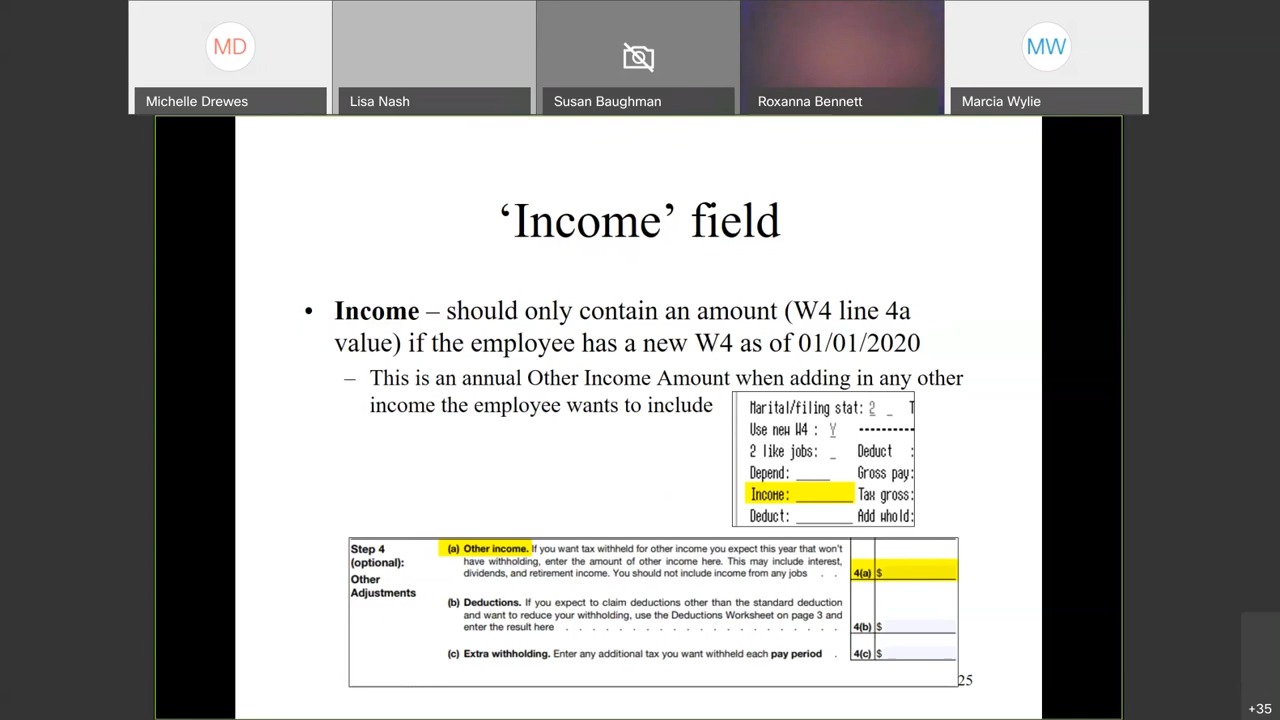 MD
MW
Michelle Drewes
Lisa Nash
Susan Baughman
Roxanna Bennett
Marcia Wylie
‘Income’ field
• Income – should only contain an amount (W4 line 4a
value) if the employee has a new W4 as of 01/01/2020
– This is an annual Other Income Amount when adding in any other
income the employee wants to include
Marital/filing stat: 2 _ T
Use new W4 : Y ----------
2 like jobs: _ Deduct :
Depend: _____ Gross pay:
Income: ________ Tax gross:
Deduct: ________ Add whold:
Step 4
(optional):
Other
Adjustments
(a) Other income. If you want tax withheld for other income you expect this year that won’t
have withholding, enter the amount of other income here. This may include interest,
dividends, and retirement income. You should not include income from any jobs . . 4(a) $
(b) Deductions. If you expect to claim deductions other than the standard deduction
and want to reduce your withholding, use the Deductions Worksheet on page 3 and
enter the result here . . . . . . . . . . . . . . . . . . . . . 4(b) $
(c) Extra withholding. Enter any additional tax you want withheld each pay period . 4(c) $
25
+35